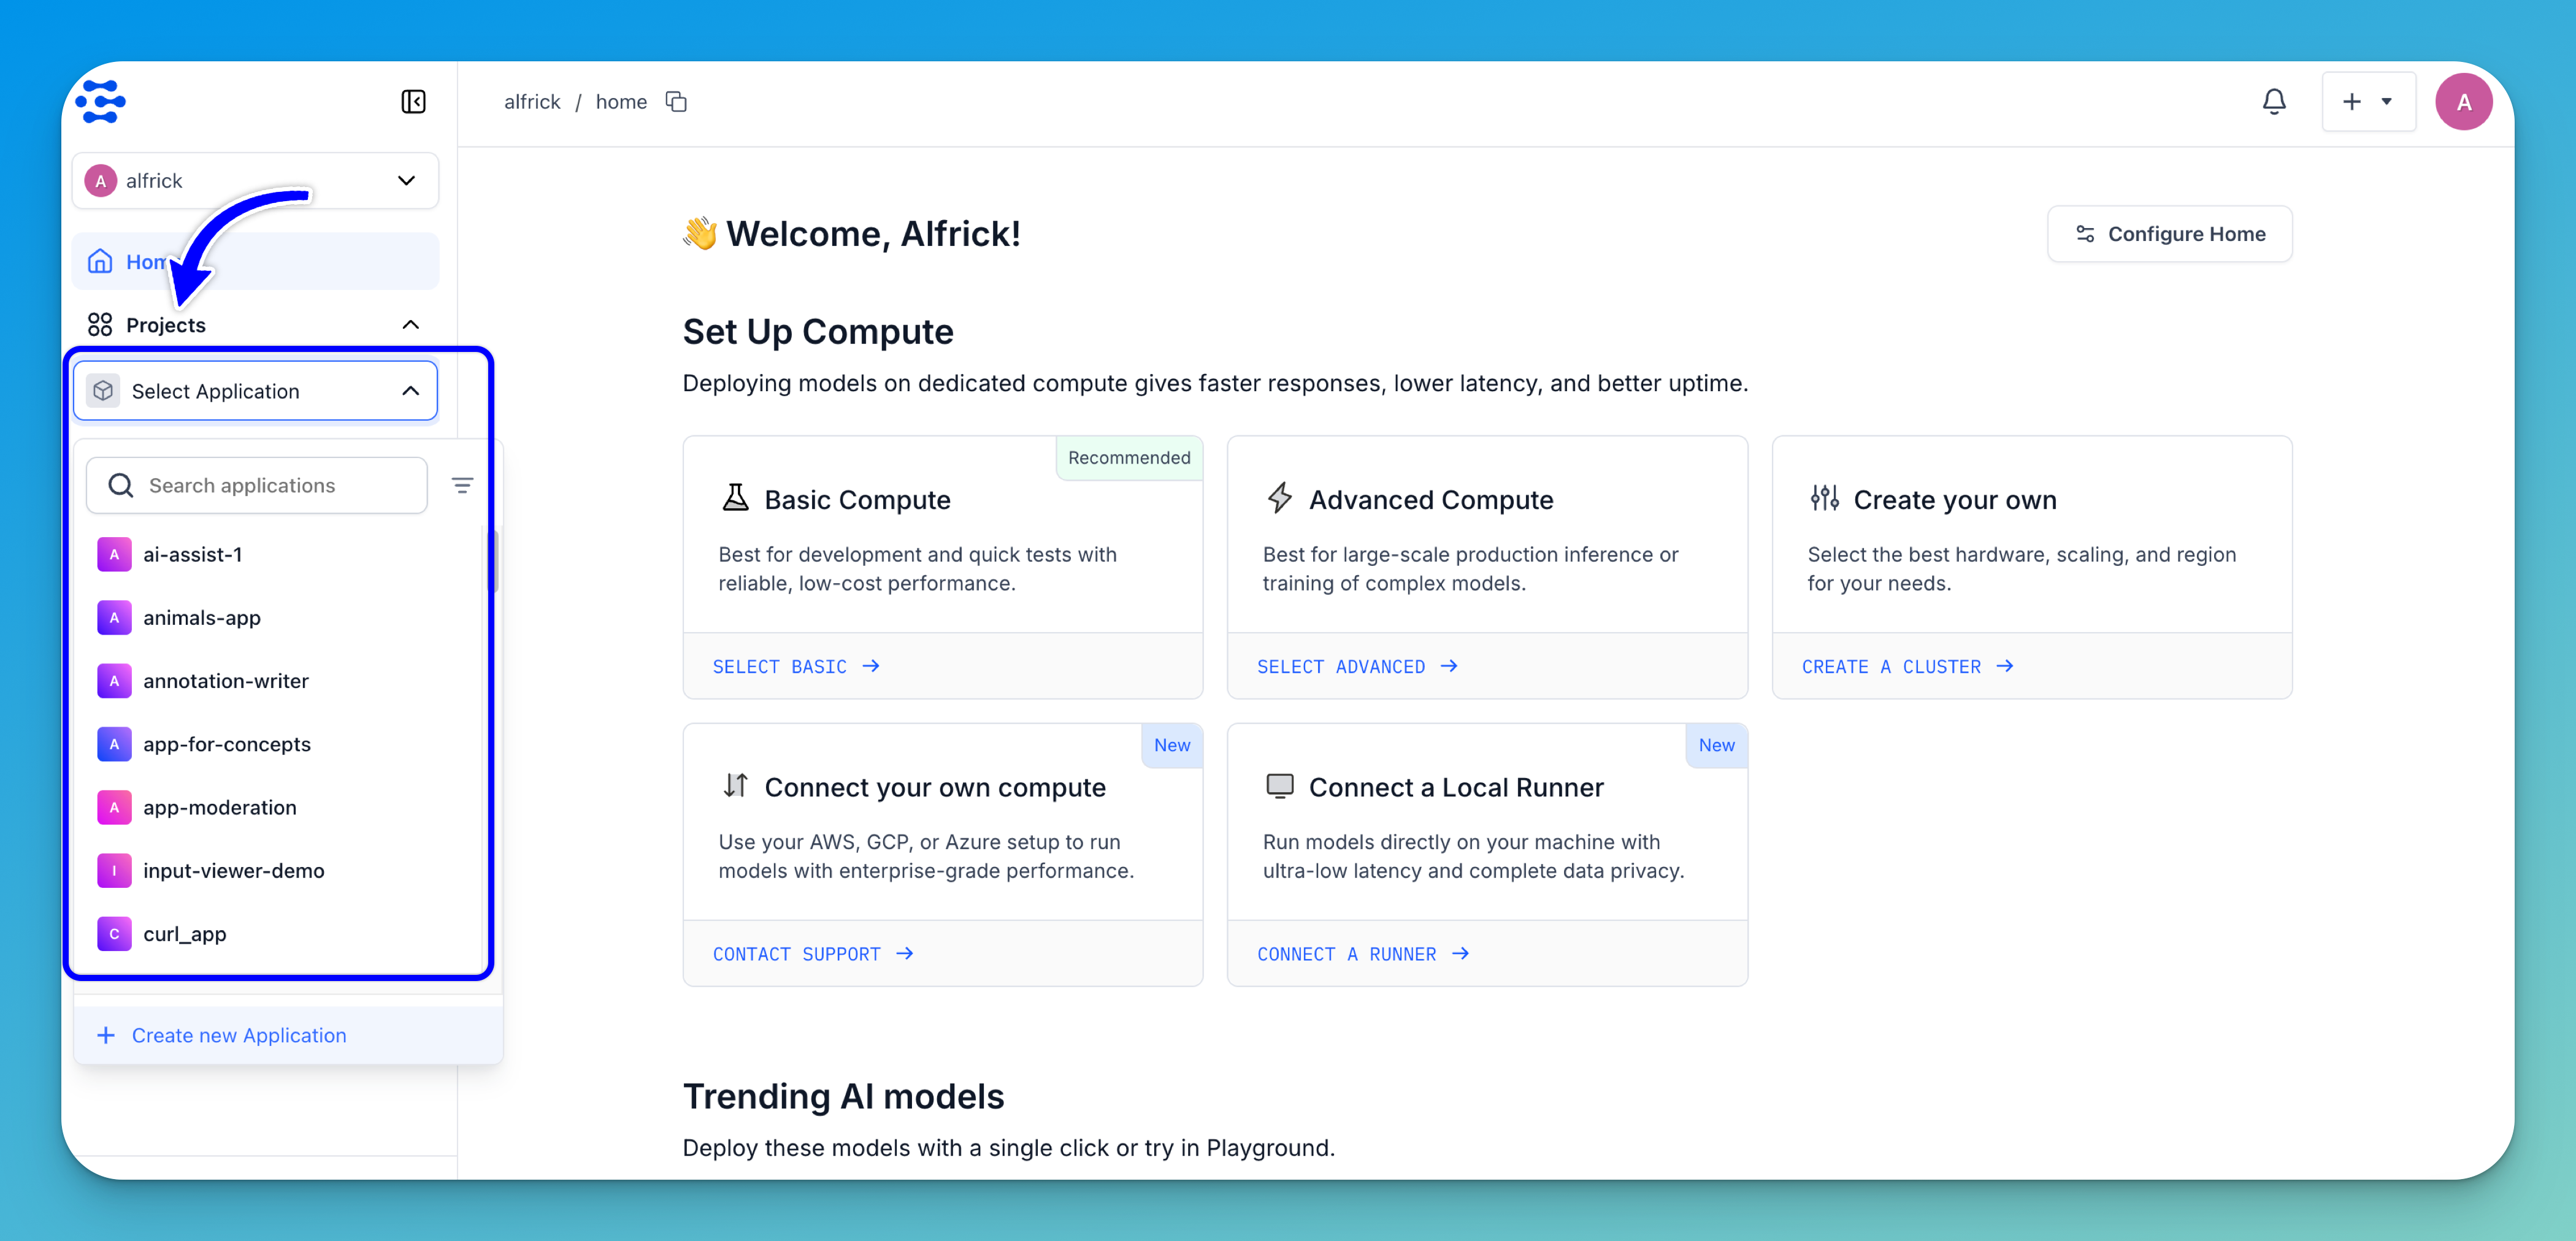 alfrick / home
A
A alfrick
Hom
Projects
Select Application
Search applications
A ai-assist-1
A animals-app
A annotation-writer
A app-for-concepts
A app-moderation
I input-viewer-demo
C curl_app
Create new Application
👋 Welcome, Alfrick!
Configure Home
Set Up Compute
Deploying models on dedicated compute gives faster responses, lower latency, and better uptime.
Recommended
Basic Compute
Best for development and quick tests with
reliable, low-cost performance.
SELECT BASIC →
Advanced Compute
Best for large-scale production inference or
training of complex models.
SELECT ADVANCED →
Create your own
Select the best hardware, scaling, and region
for your needs.
CREATE A CLUSTER →
New
Connect your own compute
Use your AWS, GCP, or Azure setup to run
models with enterprise-grade performance.
CONTACT SUPPORT →
New
Connect a Local Runner
Run models directly on your machine with
ultra-low latency and complete data privacy.
CONNECT A RUNNER →
Trending AI models
Deploy these models with a single click or try in Playground.